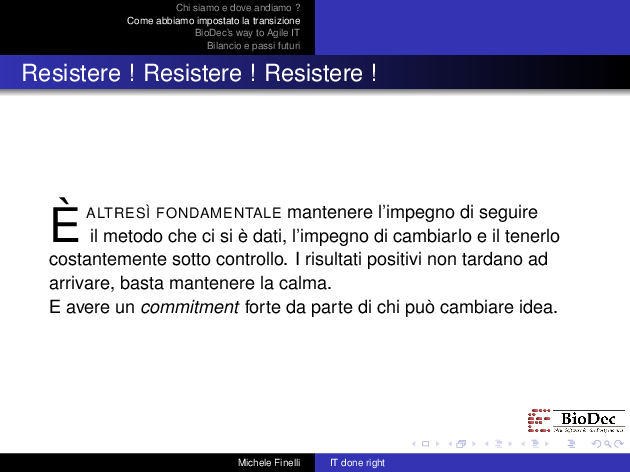 Chi siamo e dove andiamo ?
Come abbiamo impostato la transizione
BioDec's way to Agile IT
Bilancio e passi futuri
Resistere ! Resistere ! Resistere !
È ALTRESÌ FONDAMENTALE mantenere l'impegno di seguire
il metodo che ci si è dati, l'impegno di cambiarlo e il tenerlo
costantemente sotto controllo. I risultati positivi non tardano ad
arrivare, basta mantenere la calma.
E avere un commitment forte da parte di chi può cambiare idea.
BioDec
Michele Finelli
IT done right